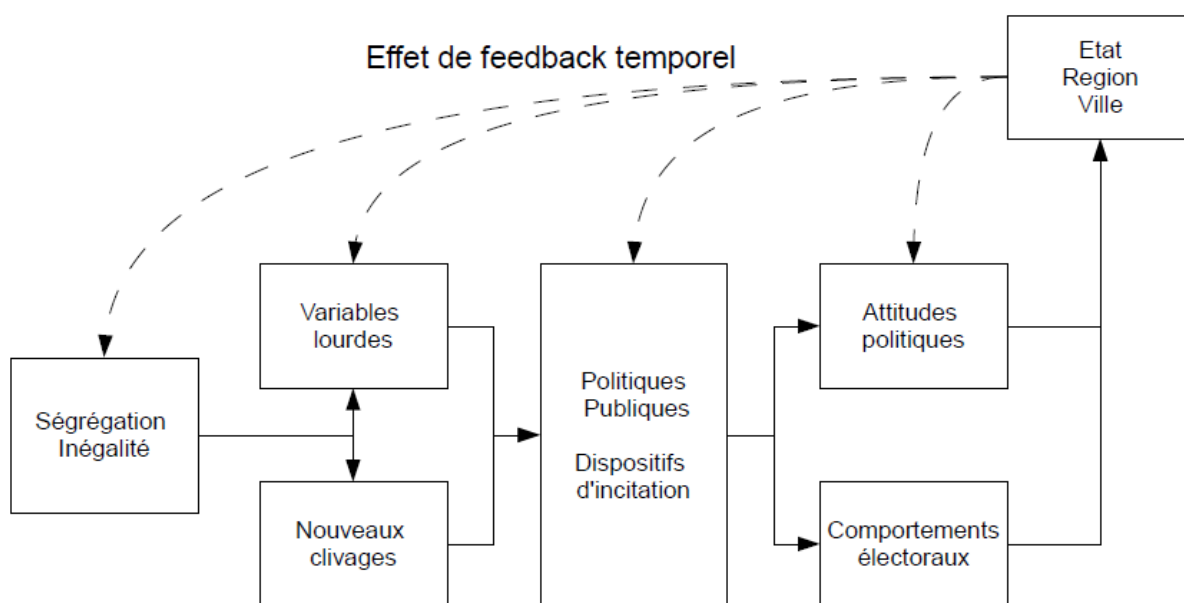 Effet de feedback temporel
Etat
Region
Ville
Variables
lourdes
Attitudes
politiques
Politiques
Publiques
Ségrégation
Inégalité
Dispositifs
d'incitation
Nouveaux
clivages
Comportements
électoraux